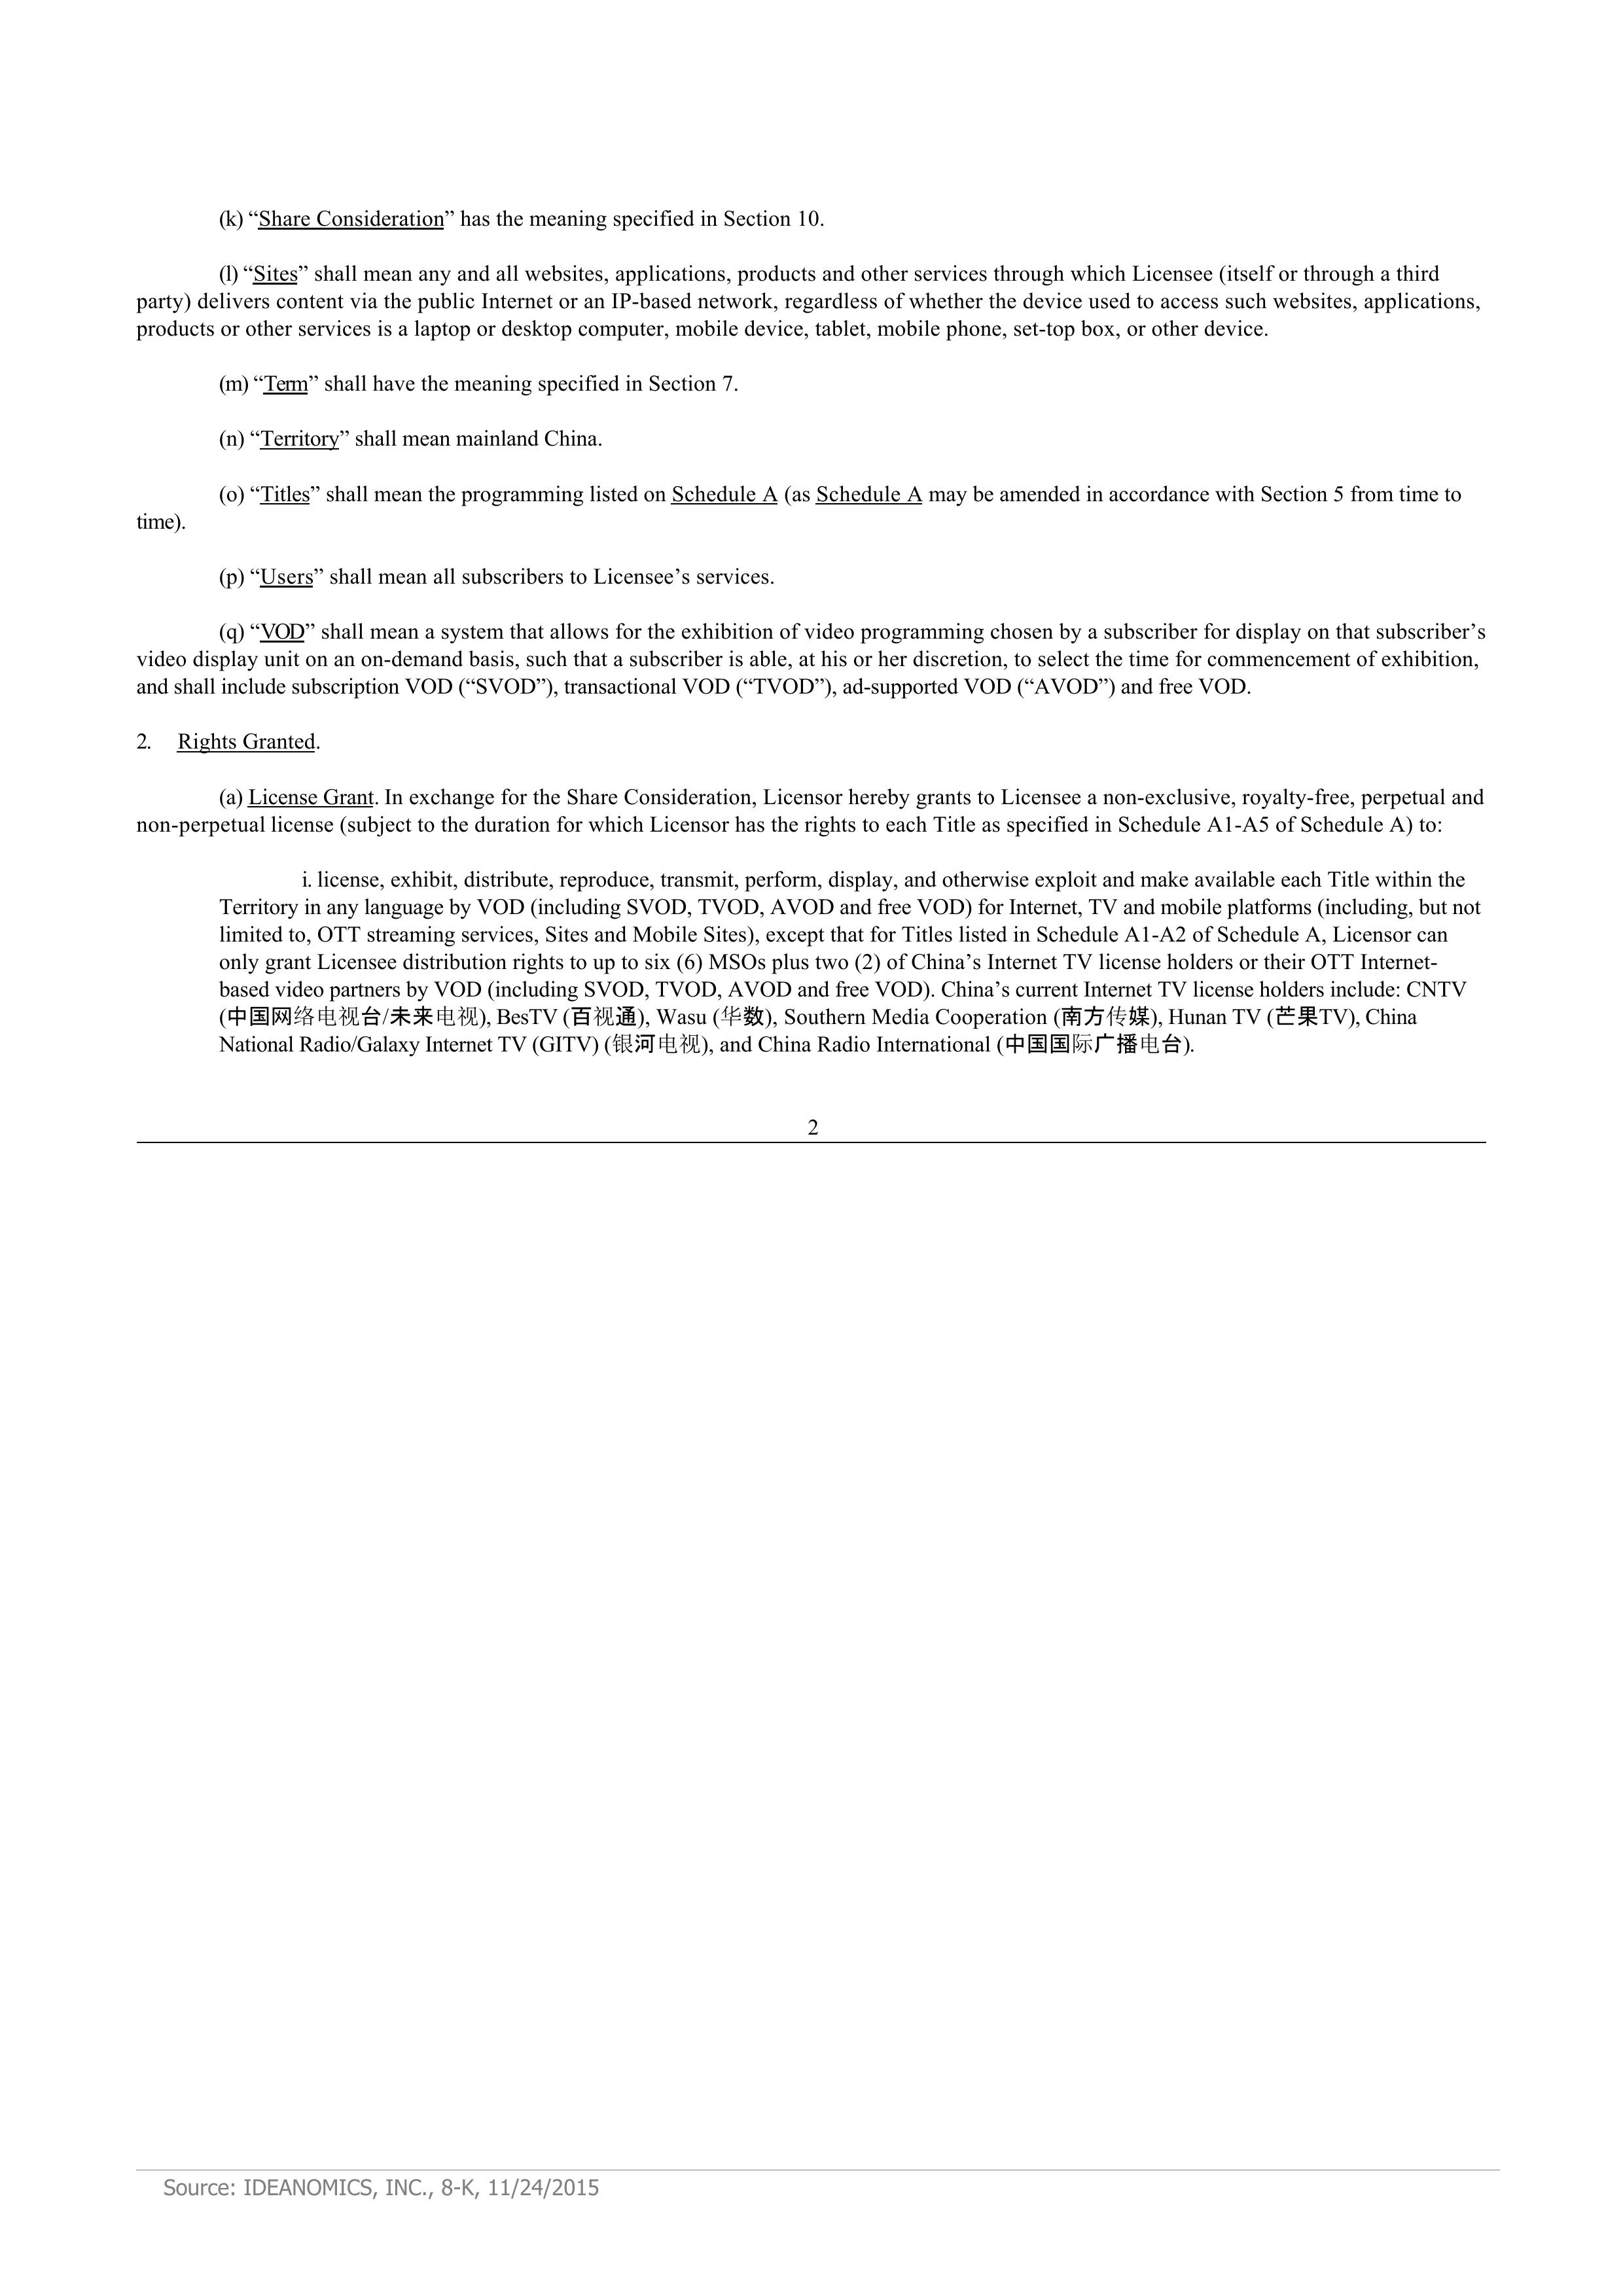 (k) “Share Consideration” has the meaning specified in Section 10.
(l) “Sites” shall mean any and all websites, applications, products and other services through which Licensee (itself or through a third
party) delivers content via the public Internet or an IP-based network, regardless of whether the device used to access such websites, applications,
products or other services is a laptop or desktop computer, mobile device, tablet, mobile phone, set-top box, or other device.
(m) “Term” shall have the meaning specified in Section 7.
(n) “Territory” shall mean mainland China.
(o) “Titles” shall mean the programming listed on Schedule A (as Schedule A may be amended in accordance with Section 5 from time to
time).
(p) “Users” shall mean all subscribers to Licensee’s services.
(q) “VOD” shall mean a system that allows for the exhibition of video programming chosen by a subscriber for display on that subscriber’s
video display unit on an on-demand basis, such that a subscriber is able, at his or her discretion, to select the time for commencement of exhibition,
and shall include subscription VOD (“SVOD”), transactional VOD (“TVOD”), ad-supported VOD (“AVOD”) and free VOD.
2. Rights Granted.
(a) License Grant. In exchange for the Share Consideration, Licensor hereby grants to Licensee a non-exclusive, royalty-free, perpetual and
non-perpetual license (subject to the duration for which Licensor has the rights to each Title as specified in Schedule A1-A5 of Schedule A) to:
i. license, exhibit, distribute, reproduce, transmit, perform, display, and otherwise exploit and make available each Title within the
Territory in any language by VOD (including SVOD, TVOD, AVOD and free VOD) for Internet, TV and mobile platforms (including, but not
limited to, OTT streaming services, Sites and Mobile Sites), except that for Titles listed in Schedule A1-A2 of Schedule A, Licensor can
only grant Licensee distribution rights to up to six (6) MSOs plus two (2) of China’s Internet TV license holders or their OTT Internet-
based video partners by VOD (including SVOD, TVOD, AVOD and free VOD). China’s current Internet TV license holders include: CNTV
(中国网络电视台/未来电视), BesTV (百视通), Wasu (华数), Southern Media Cooperation (南方传媒), Hunan TV (芒果TV), China
National Radio/Galaxy Internet TV (GITV) (银河电视), and China Radio International (中国国际广播电台).
2
Source: IDEANOMICS, INC., 8-K, 11/24/2015